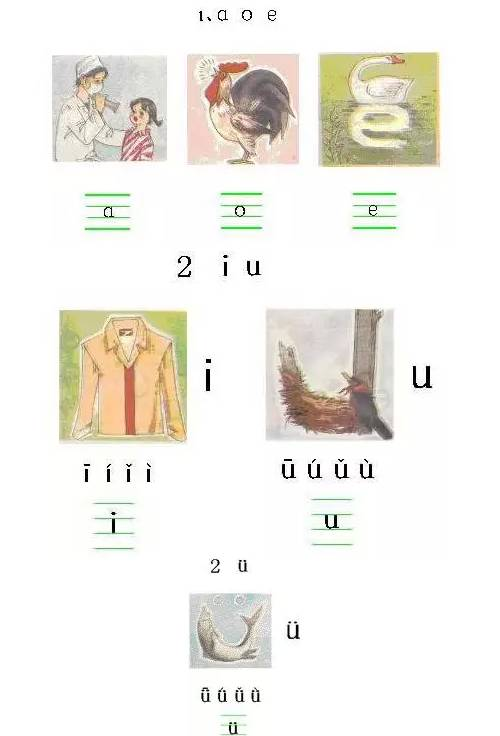 1、a o e
a o e
2 i u
i u
ī í ǐ ì ū ú ǔ ù
i u
2 ü
ü
ǖ ú ǔ ù
ü